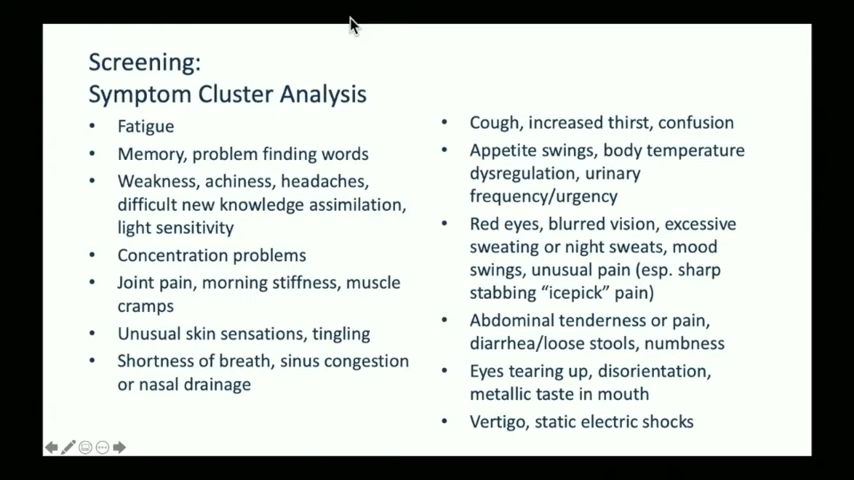 Screening:
Symptom Cluster Analysis
• Fatigue
• Memory, problem finding words
• Weakness, achiness, headaches,
difficult new knowledge assimilation,
light sensitivity
• Concentration problems
• Joint pain, morning stiffness, muscle
cramps
• Unusual skin sensations, tingling
• Shortness of breath, sinus congestion
or nasal drainage
• Cough, increased thirst, confusion
• Appetite swings, body temperature
dysregulation, urinary
frequency/urgency
• Red eyes, blurred vision, excessive
sweating or night sweats, mood
swings, unusual pain (esp. sharp
stabbing “icepick” pain)
• Abdominal tenderness or pain,
diarrhea/loose stools, numbness
• Eyes tearing up, disorientation,
metallic taste in mouth
• Vertigo, static electric shocks